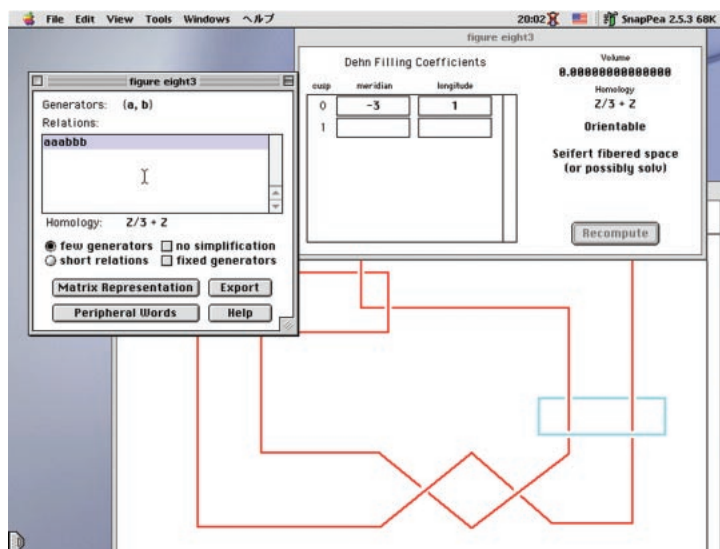 File Edit View Tools Windows ヘルプ 20:02 SnapPea 2.5.3 68K
figure eight3
Dehn Filling Coefficients
cusp meridian longitude
0 -3 1
1
Volume
0.00000000000000
Homology
Z/3 + Z
Orientable
Seifert fibered space
(or possibly solv)
Recompute
figure eight3
Generators: (a, b)
Relations:
aaabbb
Homology: Z/3 + Z
few generators no simplification
short relations fixed generators
Matrix Representation Export
Peripheral Words Help